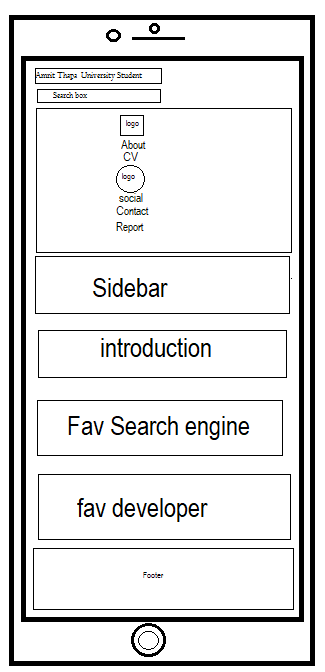 Amrit Thapa University Student
Search box
logo
About
CV
logo
social
Contact
Report
Sidebar
introduction
Fav Search engine
fav developer
Footer